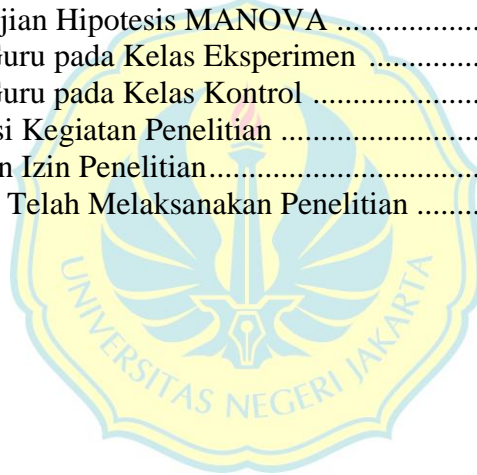 jian Hipotesis MANOVA ..................
Guru pada Kelas Eksperimen ..............
Guru pada Kelas Kontrol ....................
si Kegiatan Penelitian ........................
n Izin Penelitian..................................
Telah Melaksanakan Penelitian .......
UNIVERSITAS NEGERI JAKARTA